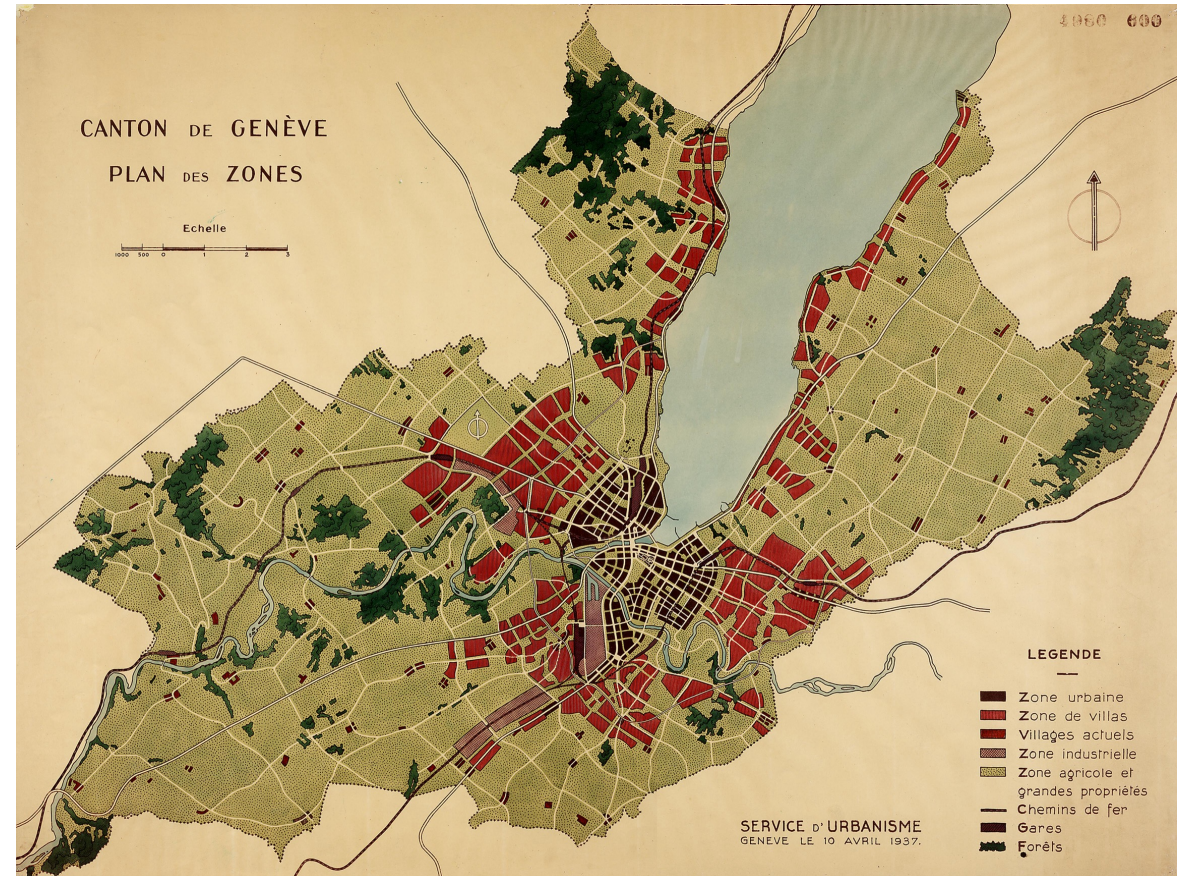 CANTON DE GENÈVE
PLAN DES ZONES
Echelle
1000 500 0 1 2 3
LEGENDE
Zone urbaine
Zone de villas
Villages actuels
Zone industrielle
Zone agricole et
grandes propriétés
Chemins de fer
Gares
Forêts
SERVICE D'URBANISME
GENEVE LE 10 AVRIL 1937.